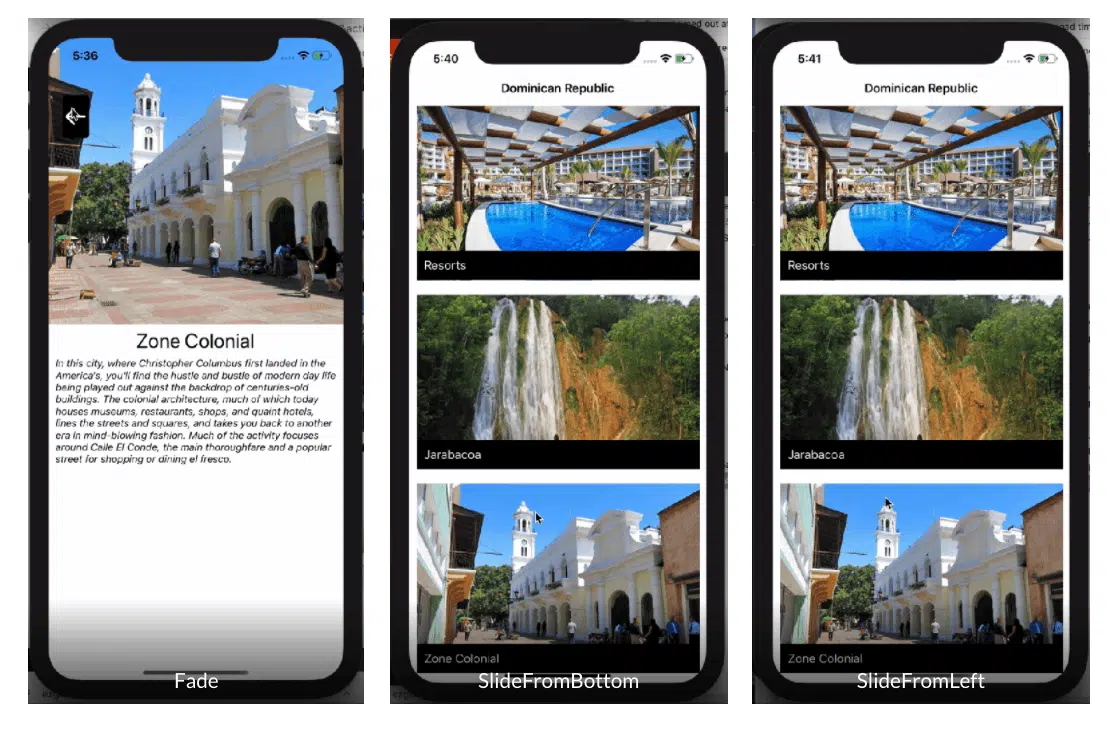 5:36
Zone Colonial
In this city, where Christopher Columbus first landed in the
America's, you'll find the hustle and bustle of modern day life
being played out against the backdrop of centuries-old
buildings. The colonial architecture, much of which today
houses museums, restaurants, shops, and quaint hotels,
lines the streets and squares, and takes you back to another
era in mind-blowing fashion. Much of the activity focuses
around Calle El Conde, the main thoroughfare and a popular
street for shopping or dining el fresco.
Fade
5:40
Dominican Republic
Resorts
Jarabacoa
Zone Colonial
SlideFromBottom
5:41
Dominican Republic
Resorts
Jarabacoa
Zone Colonial
SlideFromLeft